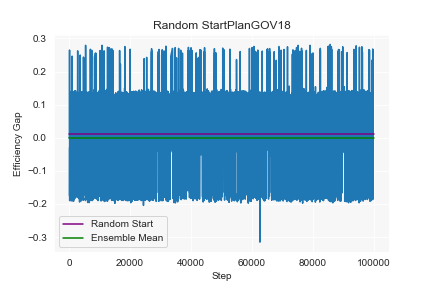 Random StartPlanGOV18
0.3
0.2
0.1
0.0
−0.1
−0.2
−0.3
Efficiency Gap
Random Start
Ensemble Mean
0 20000 40000 60000 80000 100000
Step